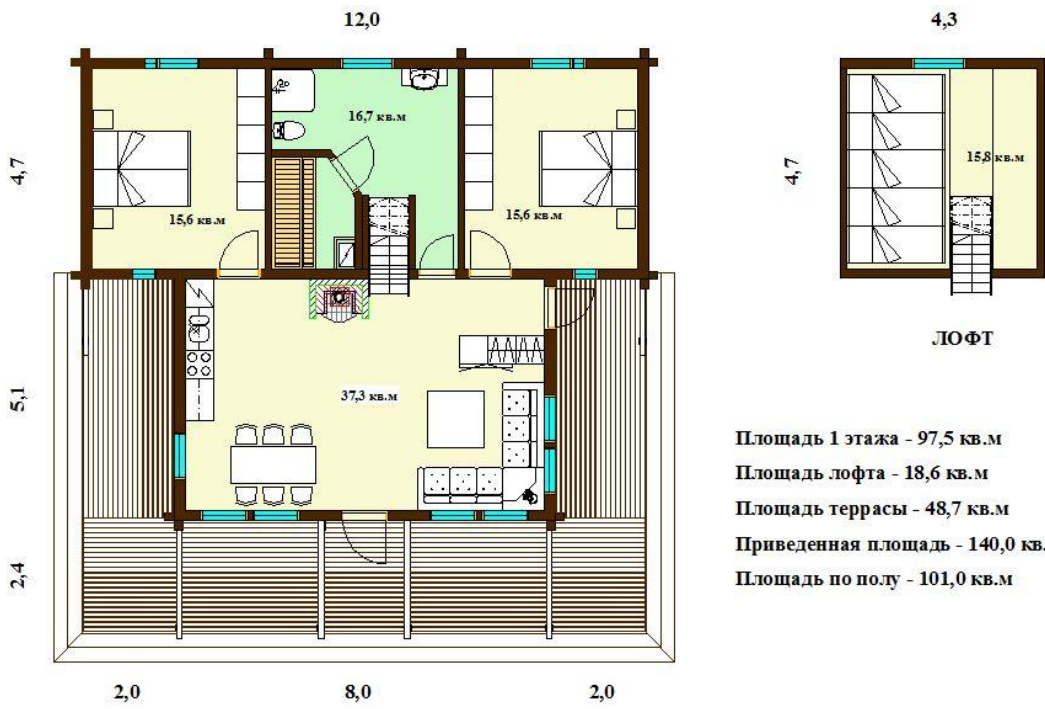 12,0
4,3
16,7 кв.м
4,7
15,6 кв.м
15,6 кв.м
4,7
15,8 кв.м
ЛОФТ
5,1
37,3 кв.м
Площадь 1 этажа - 97,5 кв.м
Площадь лофта - 18,6 кв.м
Площадь террасы - 48,7 кв.м
Приведенная площадь - 140,0 кв.
Площадь по полу - 101,0 кв.м
2,4
2,0
8,0
2,0